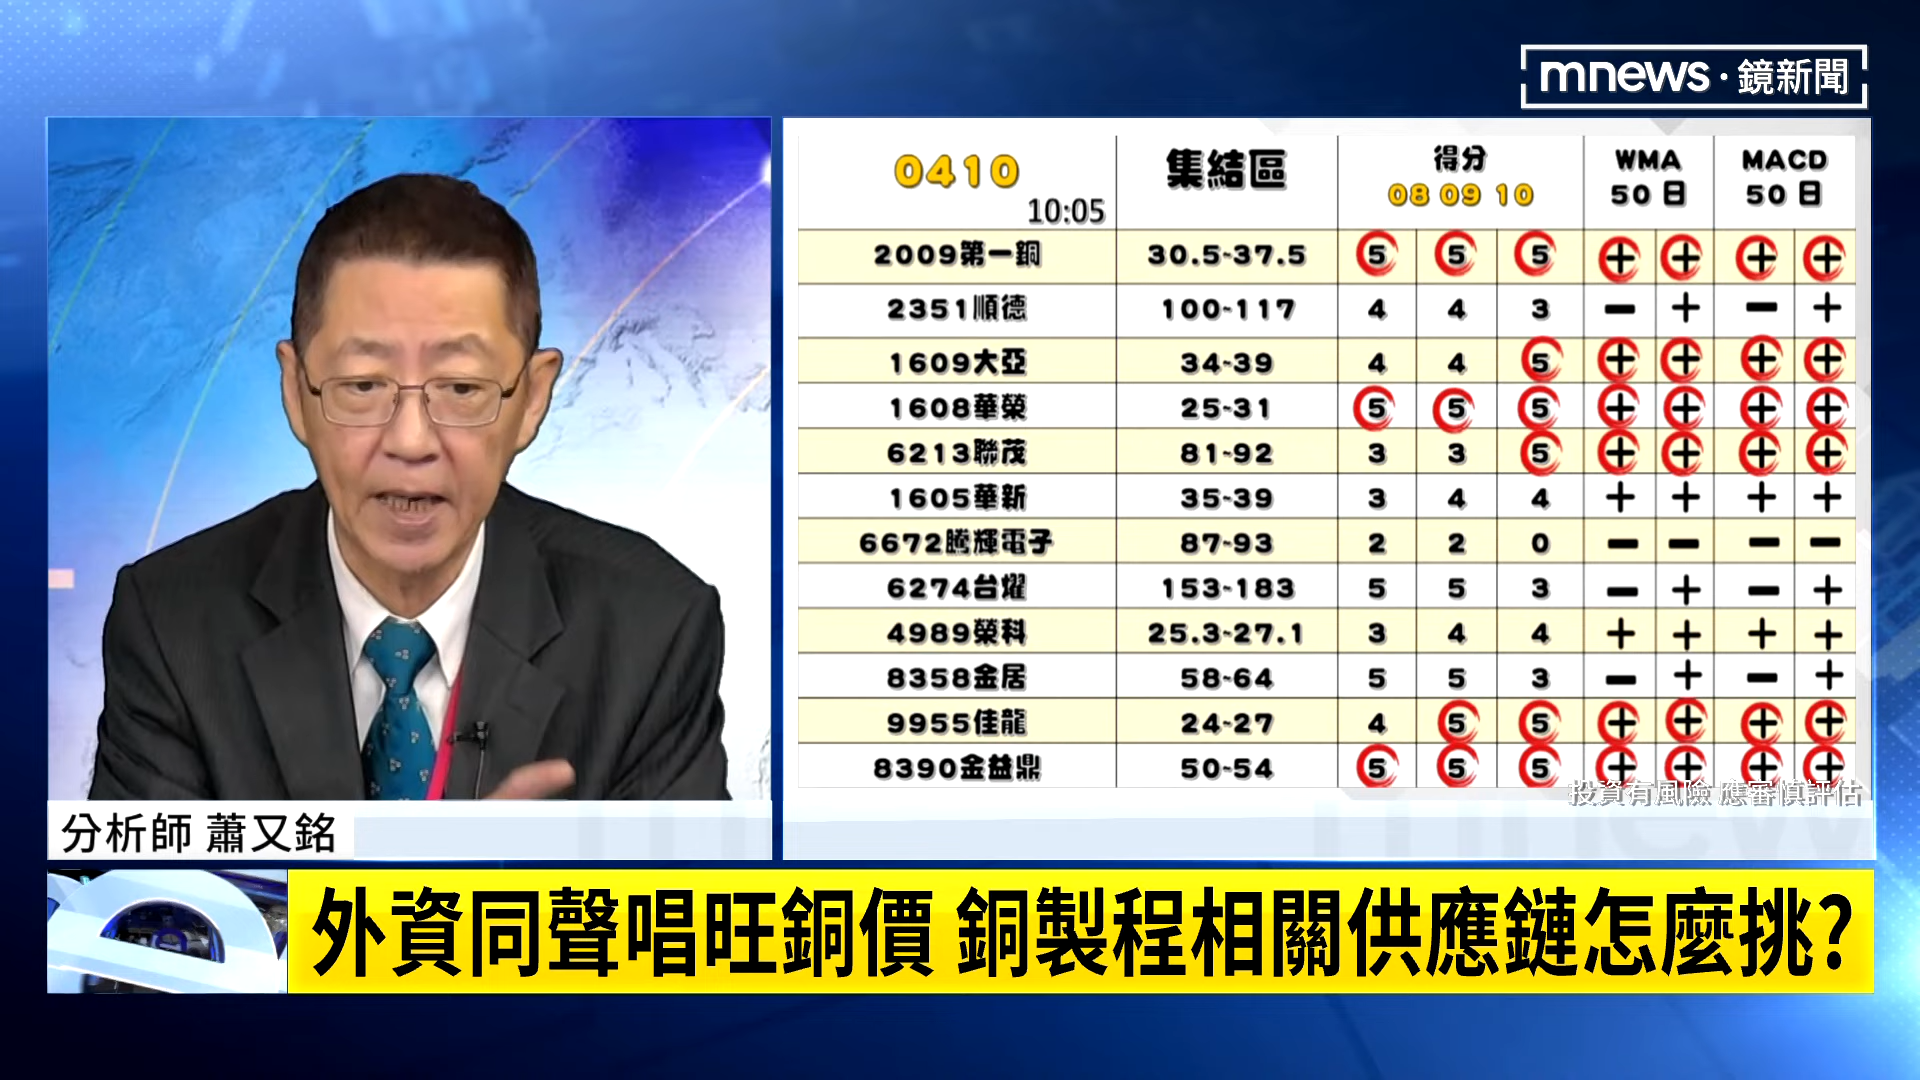 mnews·鏡新聞
0410 10:05 集結區 得分 08 09 10 WMA 50日 MACD 50日
2009第一銅 30.5-37.5 5 5 5 + + + +
2351順德 100-117 4 4 3 − + − +
1609大亞 34-39 4 4 5 + + + +
1608華榮 25-31 5 5 5 + + + +
6213聯茂 81-92 3 3 5 + + + +
1605華新 35-39 3 4 4 + + + +
6672騰輝電子 87-93 2 2 0 − − − −
6274台燿 153-183 5 5 3 − + − +
4989榮科 25.3-27.1 3 4 4 + + + +
8358金居 58-64 5 5 3 − + − +
9955佳龍 24-27 4 5 5 + + + +
8390金益鼎 50-54 5 5 5 + + + +
投資有風險 應審慎評估
分析師 蕭又銘
外資同聲唱旺銅價 銅製程相關供應鏈怎麼挑?